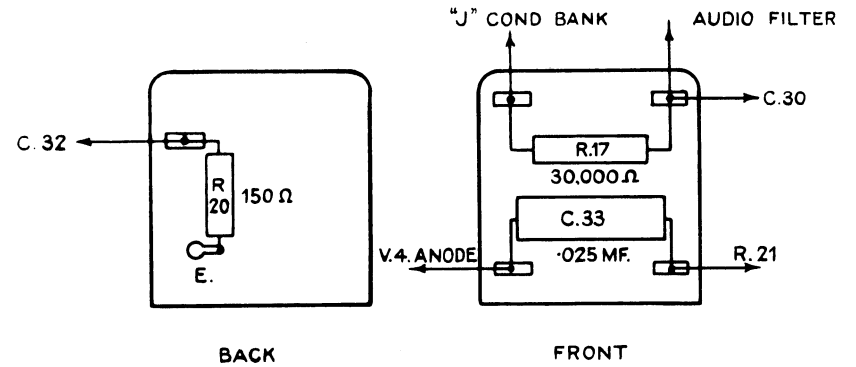 "J" COND BANK
AUDIO FILTER
C.32
R
20
150 Ω
E.
BACK
C.30
R.17
30,000 Ω
C.33
.025 MF.
V.4. ANODE
R.21
FRONT